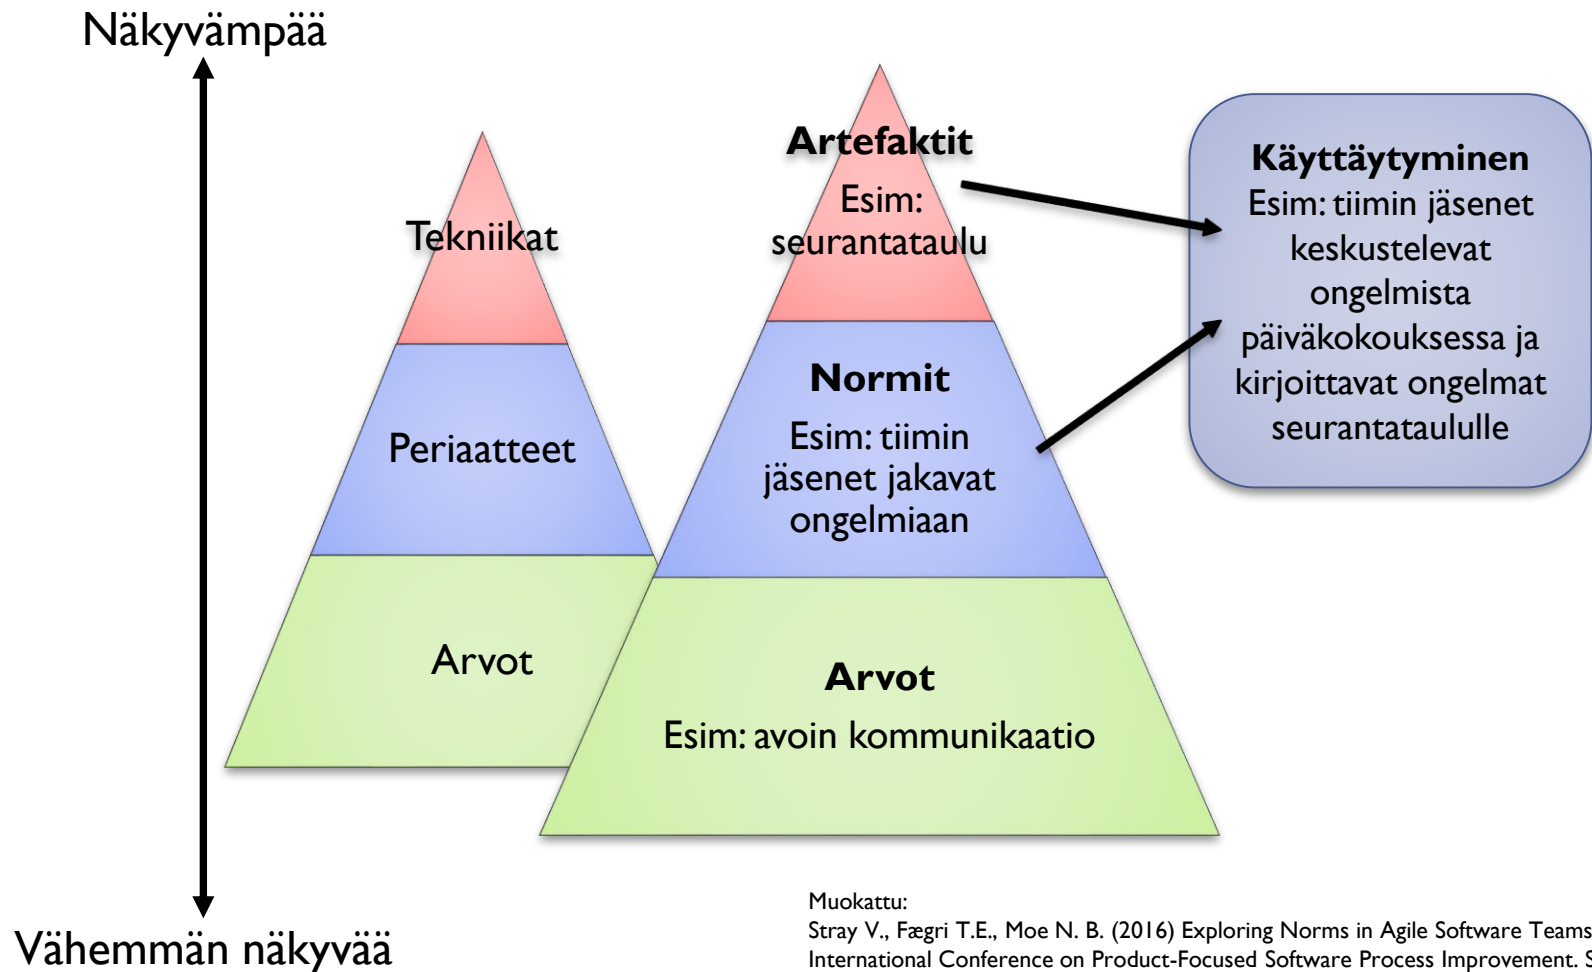 Näkyvämpää
Tekniikat
Periaatteet
Arvot
Artefaktit
Esim:
seurantataulu
Normit
Esim: tiimin
jäsenet jakavat
ongelmiaan
Arvot
Esim: avoin kommunikaatio
Käyttäytyminen
Esim: tiimin jäsenet
keskustelevat
ongelmista
päiväkokouksessa ja
kirjoittavat ongelmat
seurantataululle
Vähemmän näkyvää
Muokattu:
Stray V., Fægri T.E., Moe N. B. (2016) Exploring Norms in Agile Software Teams
International Conference on Product-Focused Software Process Improvement. S